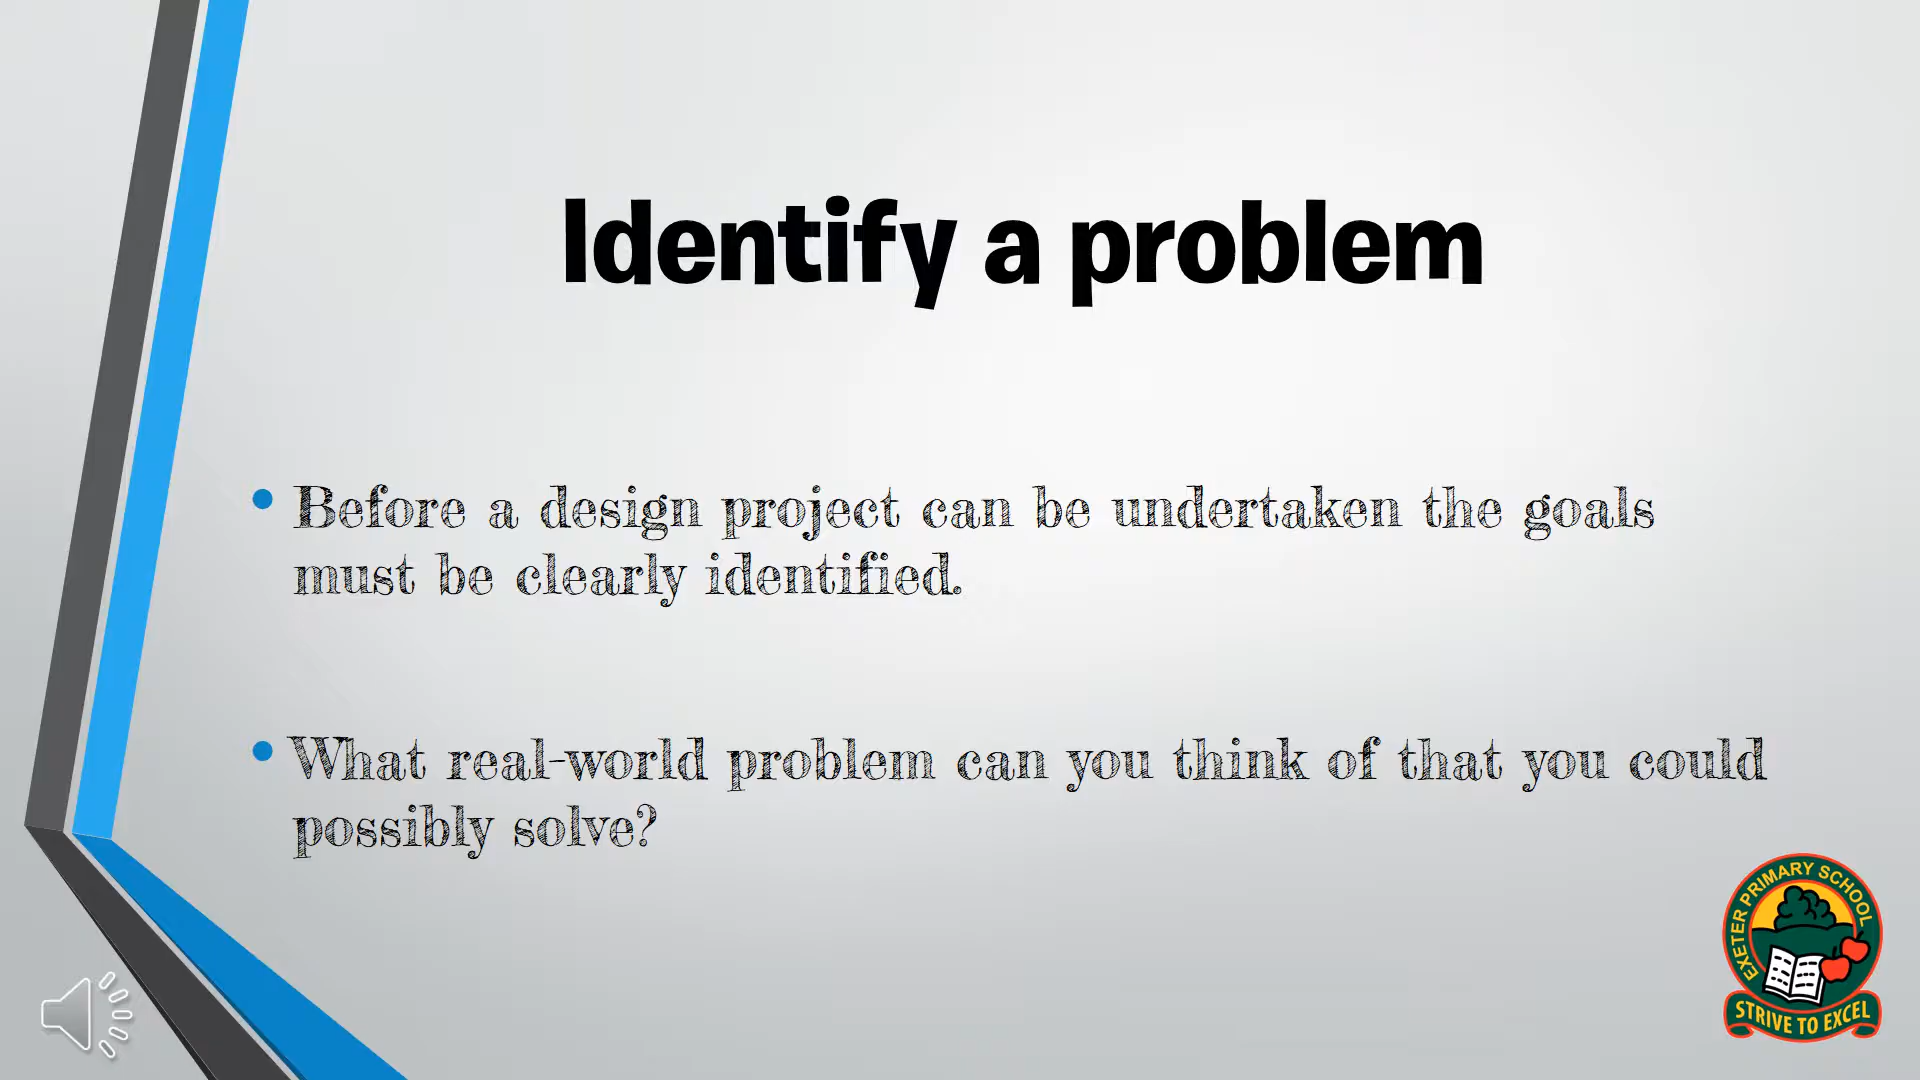 Identify a problem
• Before a design project can be undertaken the goals
must be clearly identified.
• What real-world problem can you think of that you could
possibly solve?
EXETER PRIMARY SCHOOL
STRIVE TO EXCEL